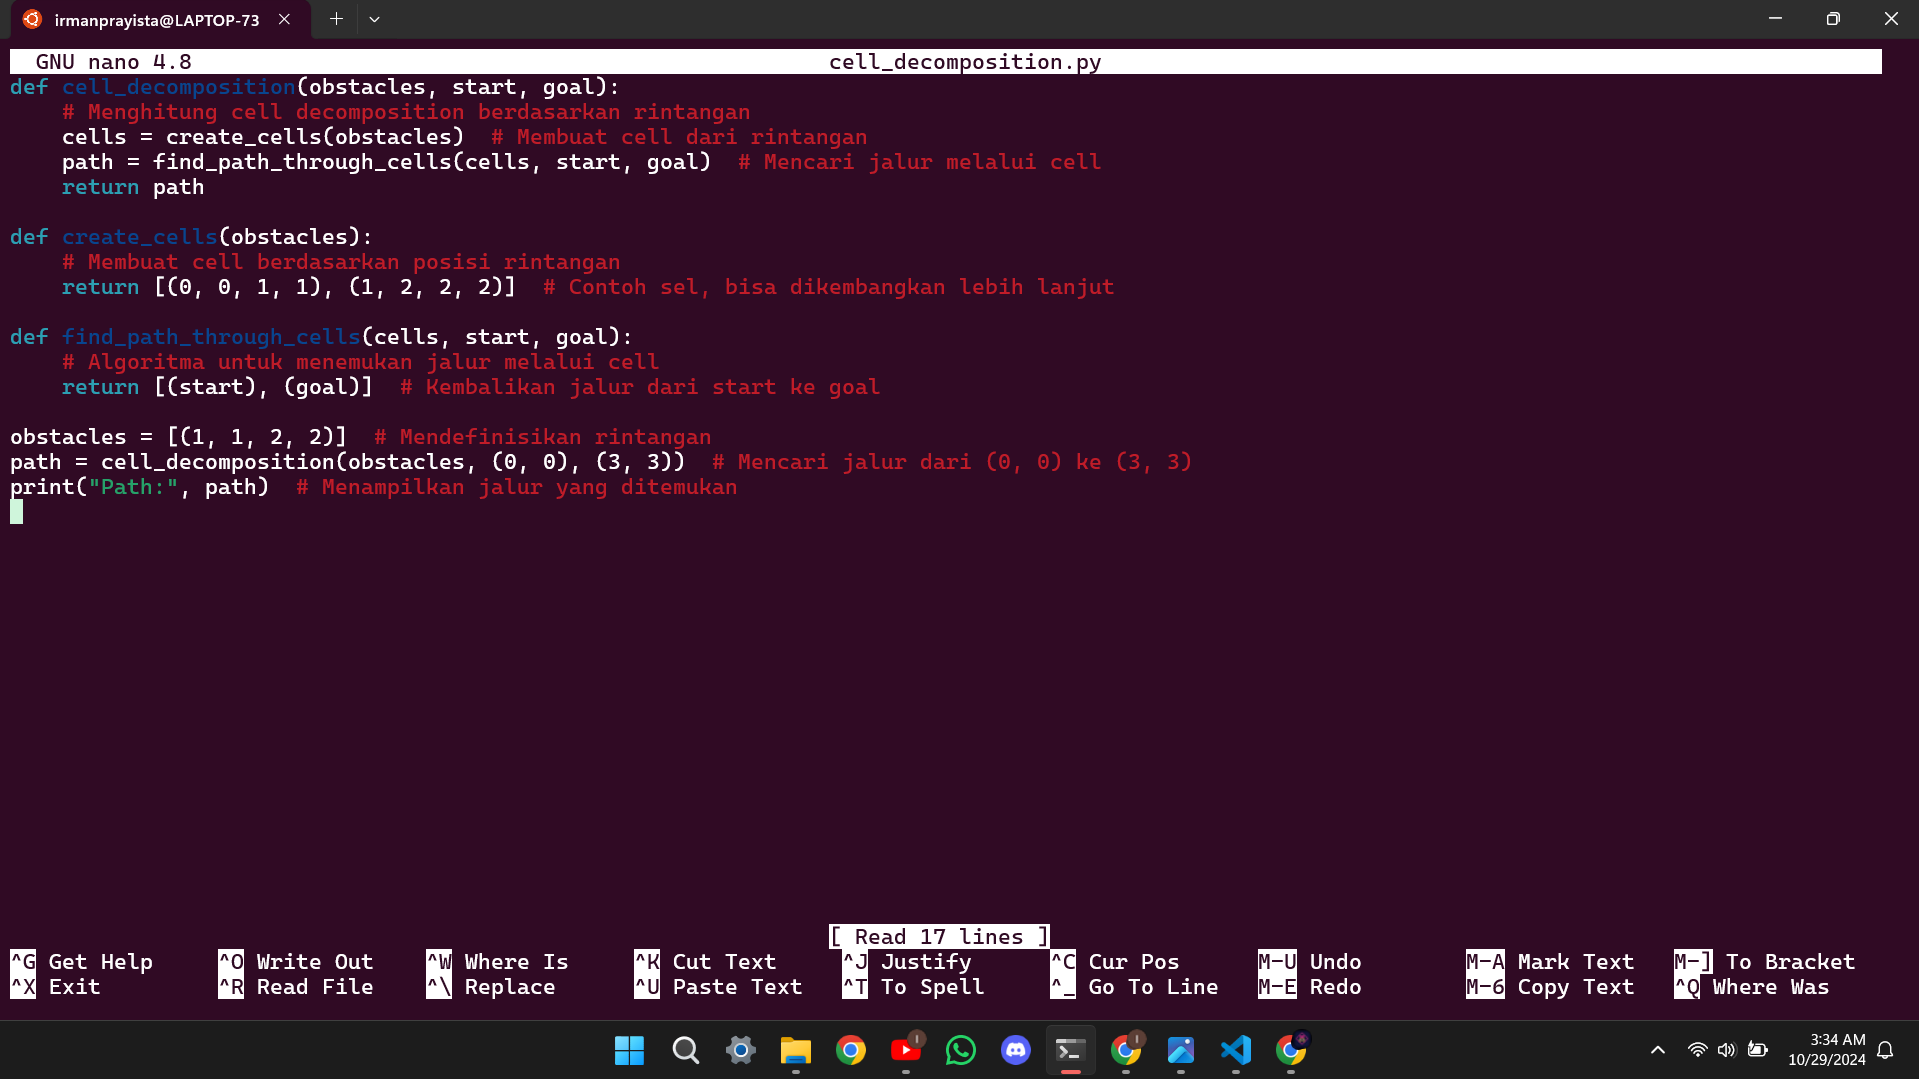 irmanprayista@LAPTOP-73
GNU nano 4.8 cell_decomposition.py
def cell_decomposition(obstacles, start, goal):
    # Menghitung cell decomposition berdasarkan rintangan
    cells = create_cells(obstacles)  # Membuat cell dari rintangan
    path = find_path_through_cells(cells, start, goal)  # Mencari jalur melalui cell
    return path
def create_cells(obstacles):
    # Membuat cell berdasarkan posisi rintangan
    return [(0, 0, 1, 1), (1, 2, 2, 2)]  # Contoh sel, bisa dikembangkan lebih lanjut
def find_path_through_cells(cells, start, goal):
    # Algoritma untuk menemukan jalur melalui cell
    return [(start), (goal)]  # Kembalikan jalur dari start ke goal
obstacles = [(1, 1, 2, 2)]  # Mendefinisikan rintangan
path = cell_decomposition(obstacles, (0, 0), (3, 3))  # Mencari jalur dari (0, 0) ke (3, 3)
print("Path:", path)  # Menampilkan jalur yang ditemukan
[ Read 17 lines ]
^G Get Help ^O Write Out ^W Where Is ^K Cut Text ^J Justify ^C Cur Pos M-U Undo M-A Mark Text M-] To Bracket
^X Exit ^R Read File ^\ Replace ^U Paste Text ^T To Spell ^_ Go To Line M-E Redo M-6 Copy Text ^Q Where Was
3:34 AM
10/29/2024